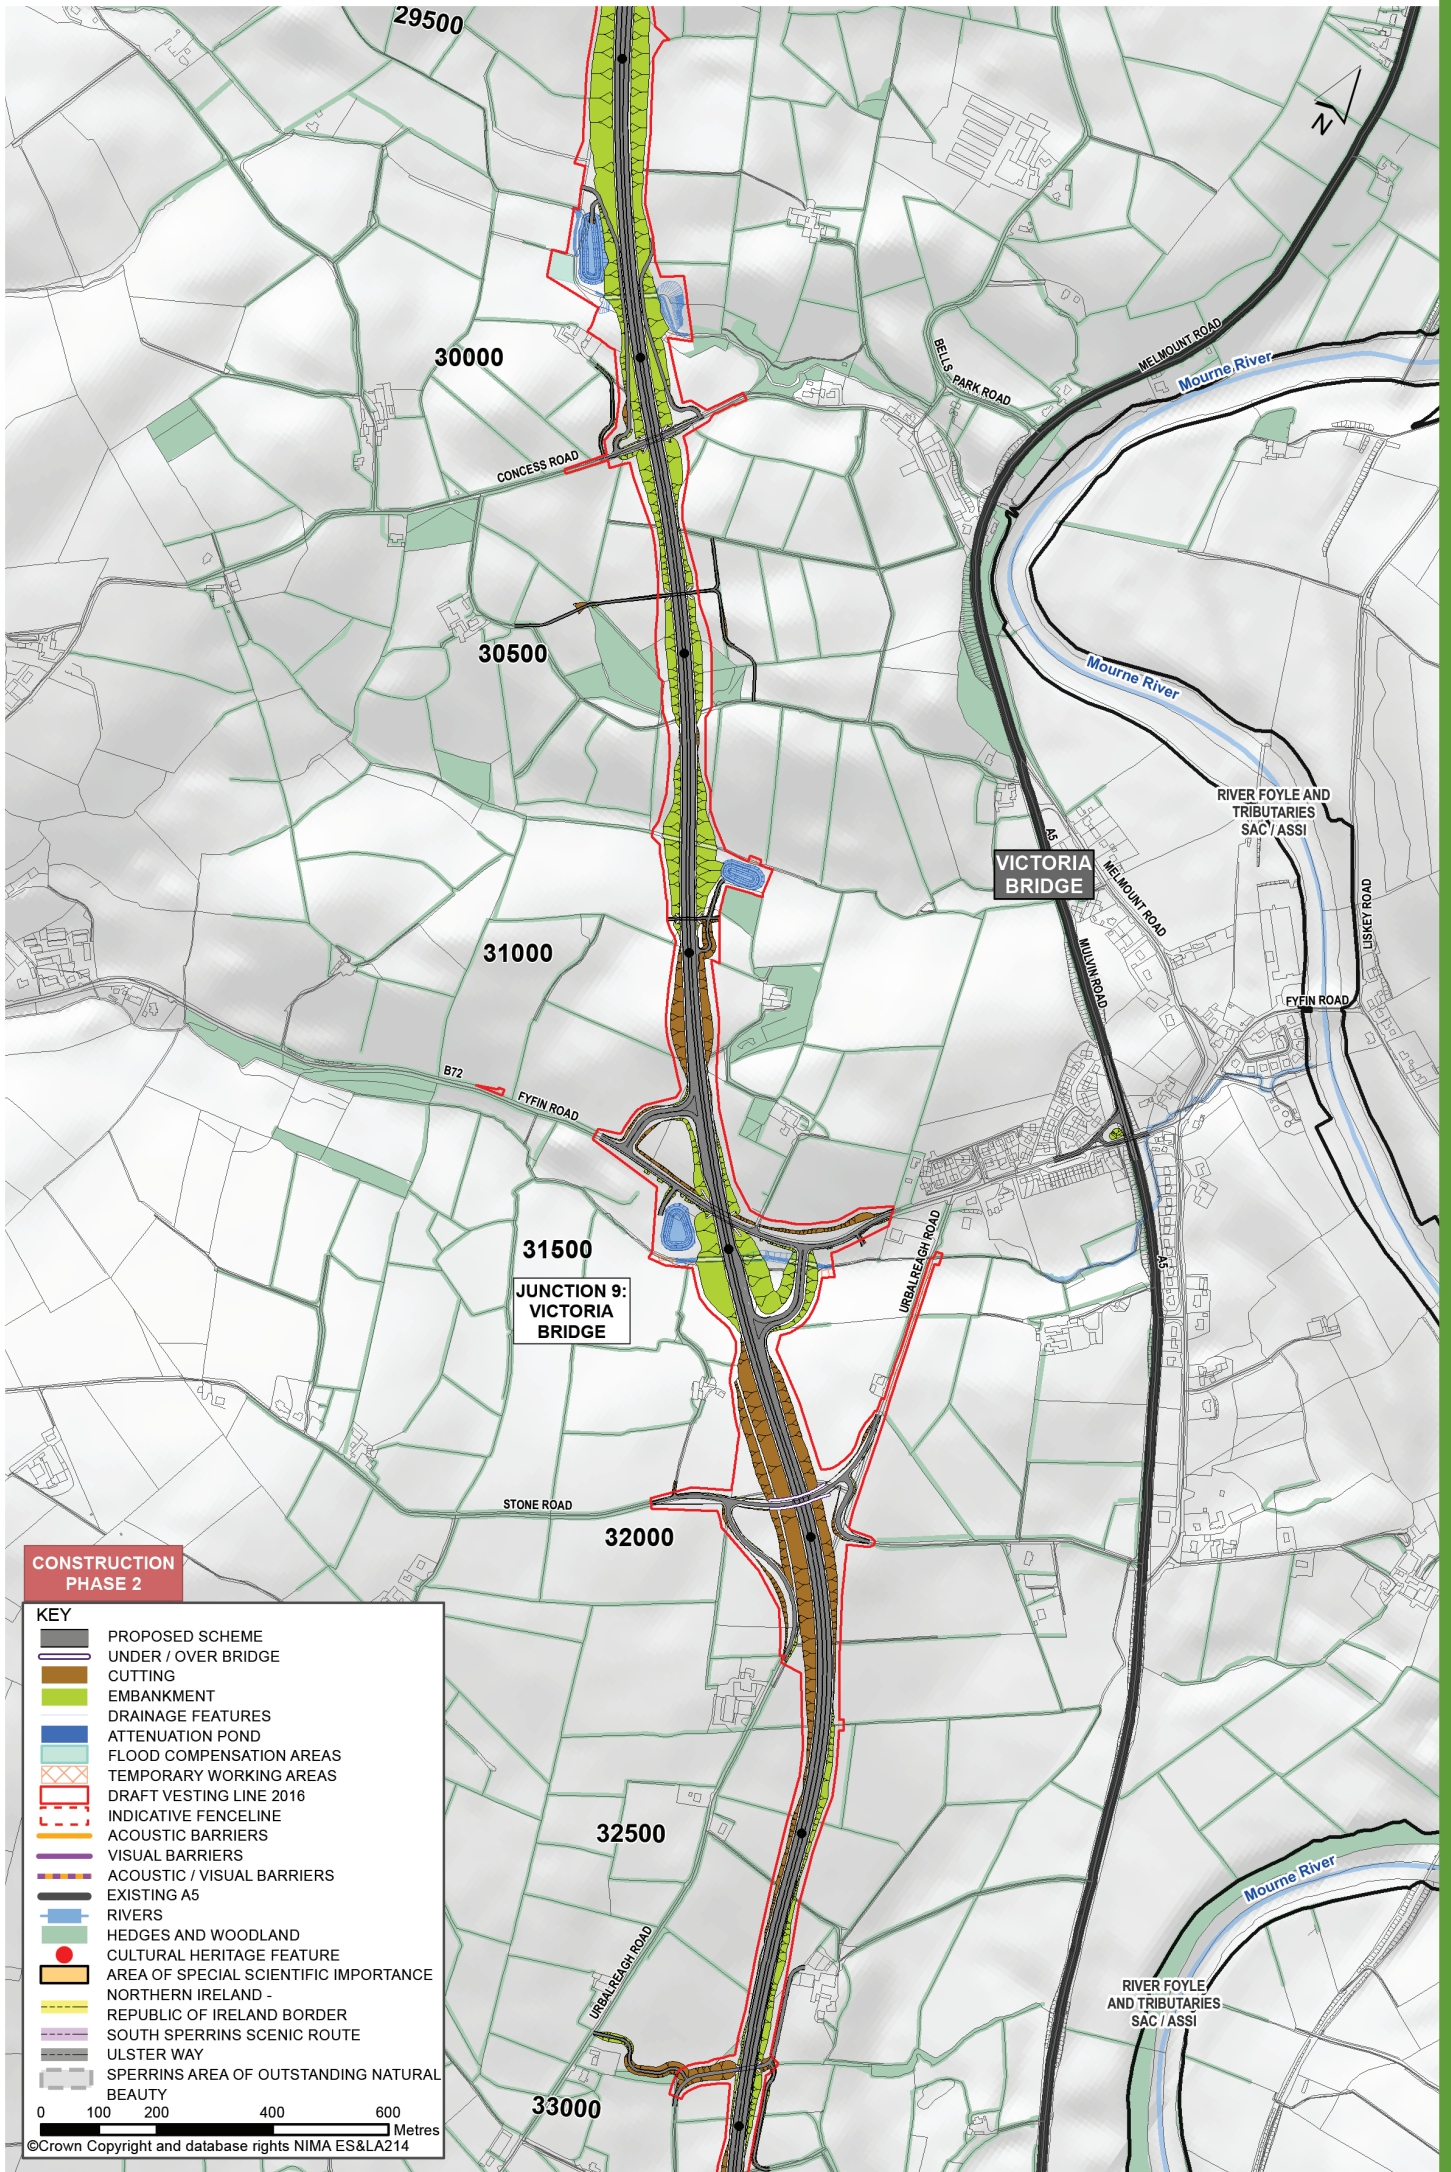 29500
N
MELMOUNT ROAD
Mourne River
BELLS PARK ROAD
30000
CONCESS ROAD
30500
Mourne River
RIVER FOYLE AND
TRIBUTARIES
SAC / ASSI
A5
VICTORIA
BRIDGE
MELMOUNT ROAD
LISKEY ROAD
MULVIN ROAD
31000
FYFIN ROAD
B72
FYFIN ROAD
URBALREAGH ROAD
31500
A5
JUNCTION 9:
VICTORIA
BRIDGE
STONE ROAD
32000
32500
Mourne River
URBALREAGH ROAD
RIVER FOYLE
AND TRIBUTARIES
SAC / ASSI
33000
CONSTRUCTION
PHASE 2
KEY
PROPOSED SCHEME
UNDER / OVER BRIDGE
CUTTING
EMBANKMENT
DRAINAGE FEATURES
ATTENUATION POND
FLOOD COMPENSATION AREAS
TEMPORARY WORKING AREAS
DRAFT VESTING LINE 2016
INDICATIVE FENCELINE
ACOUSTIC BARRIERS
VISUAL BARRIERS
ACOUSTIC / VISUAL BARRIERS
EXISTING A5
RIVERS
HEDGES AND WOODLAND
CULTURAL HERITAGE FEATURE
AREA OF SPECIAL SCIENTIFIC IMPORTANCE
NORTHERN IRELAND -
REPUBLIC OF IRELAND BORDER
SOUTH SPERRINS SCENIC ROUTE
ULSTER WAY
SPERRINS AREA OF OUTSTANDING NATURAL
BEAUTY
0 100 200 400 600
Metres
©Crown Copyright and database rights NIMA ES&LA214